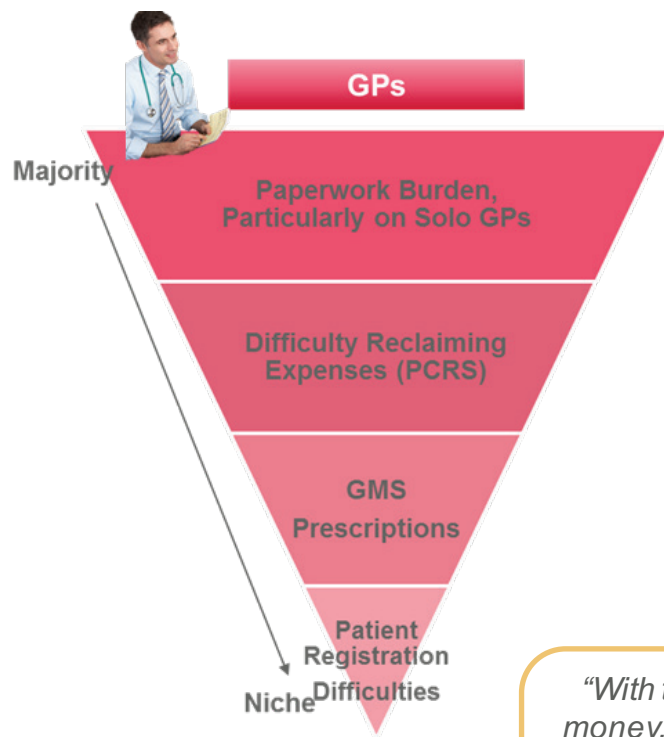 GPs
Majority
Paperwork Burden,
Particularly on Solo GPs
Difficulty Reclaiming
Expenses (PCRS)
GMS
Prescriptions
Patient
Registration
Difficulties
Niche
“With
money.